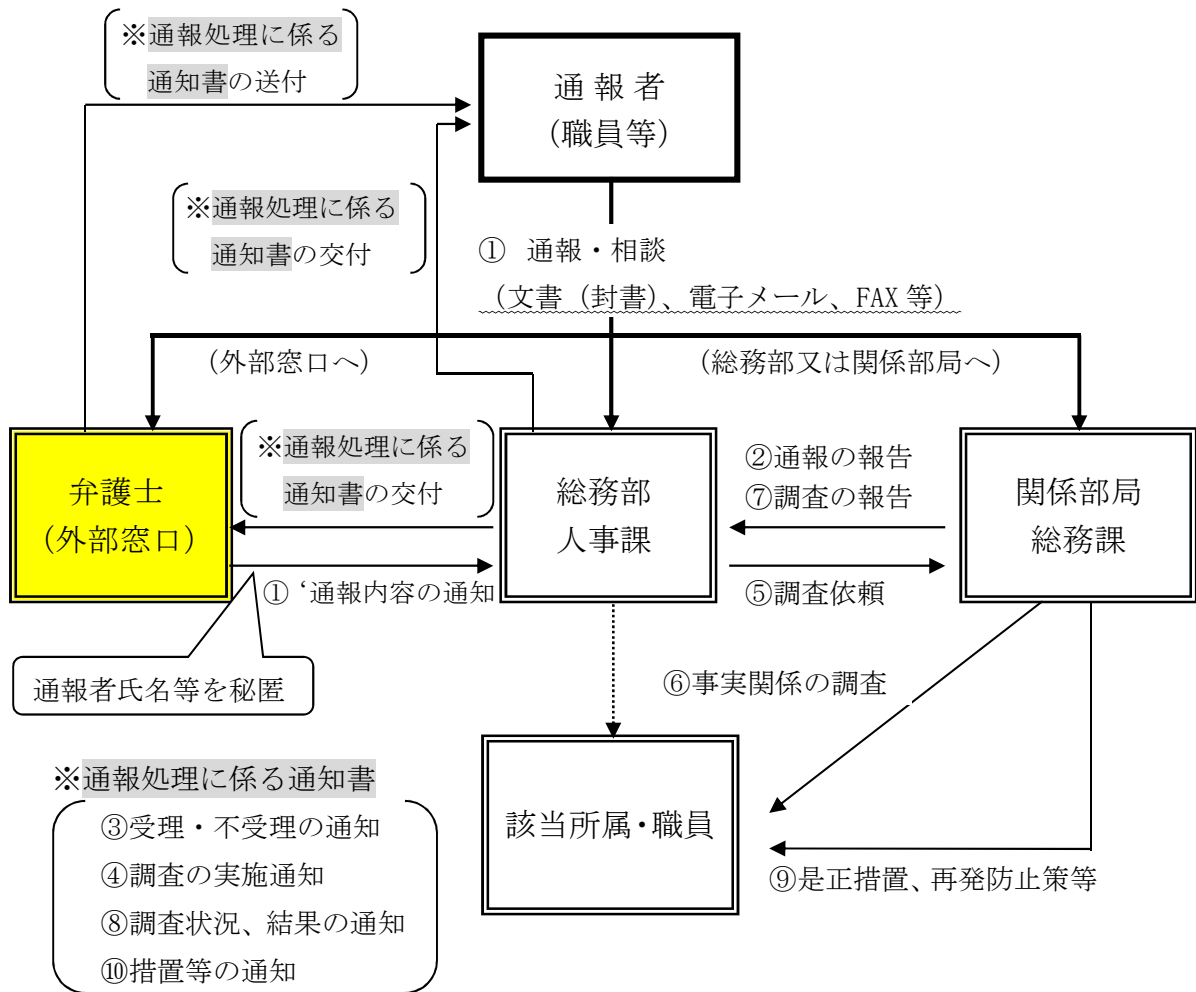 ※通報処理に係る
通知書の送付
通 報 者
(職員等)
※通報処理に係る
通知書の交付
① 通報・相談
(文書(封書)、電子メール、FAX 等)
(外部窓口へ)
(総務部又は関係部局へ)
弁護士
(外部窓口)
※通報処理に係る
通知書の交付
総務部
人事課
②通報の報告
⑦調査の報告
関係部局
総務課
①‘通報内容の通知
⑤調査依頼
通報者氏名等を秘匿
⑥事実関係の調査
※通報処理に係る通知書
③受理・不受理の通知
④調査の実施通知
⑧調査状況、結果の通知
⑩措置等の通知
該当所属・職員
⑨是正措置、再発防止策等